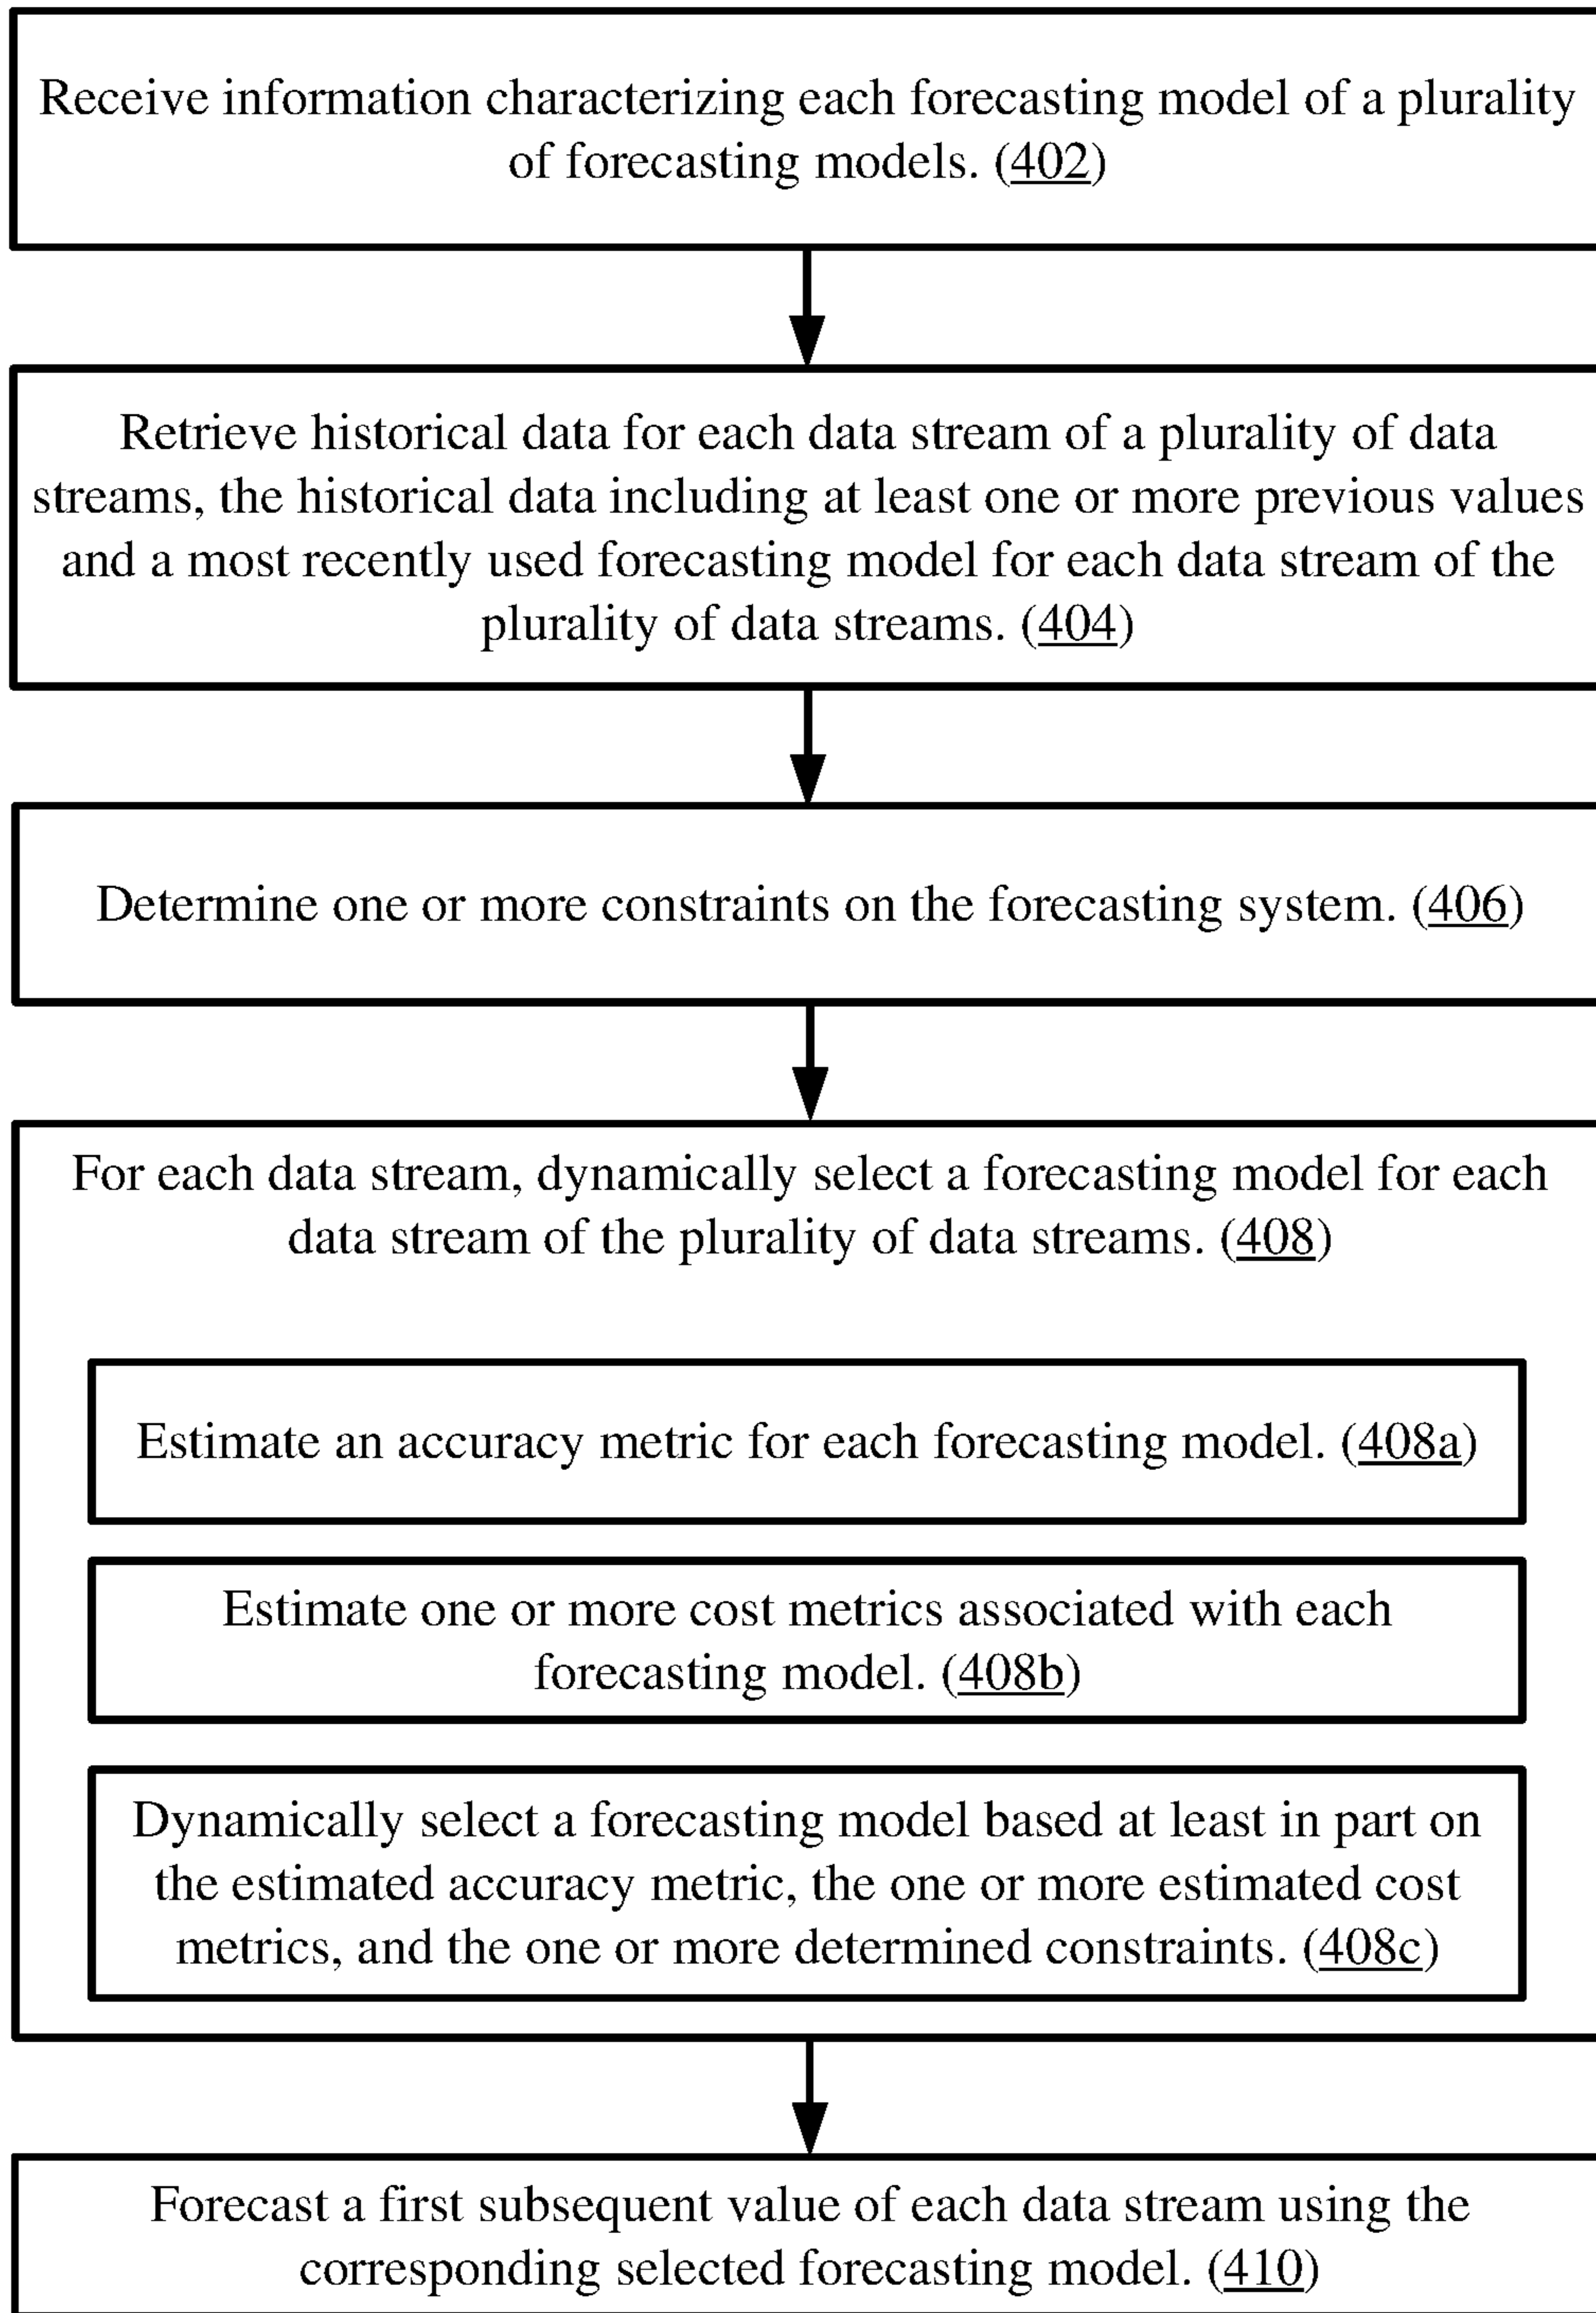 Receive information characterizing each forecasting model of a plurality
of forecasting models. (402)
Retrieve historical data for each data stream of a plurality of data
streams, the historical data including at least one or more previous values
and a most recently used forecasting model for each data stream of the
plurality of data streams. (404)
Determine one or more constraints on the forecasting system. (406)
For each data stream, dynamically select a forecasting model for each
data stream of the plurality of data streams. (408)
Estimate an accuracy metric for each forecasting model. (408a)
Estimate one or more cost metrics associated with each
forecasting model. (408b)
Dynamically select a forecasting model based at least in part on
the estimated accuracy metric, the one or more estimated cost
metrics, and the one or more determined constraints. (408c)
Forecast a first subsequent value of each data stream using the
corresponding selected forecasting model. (410)